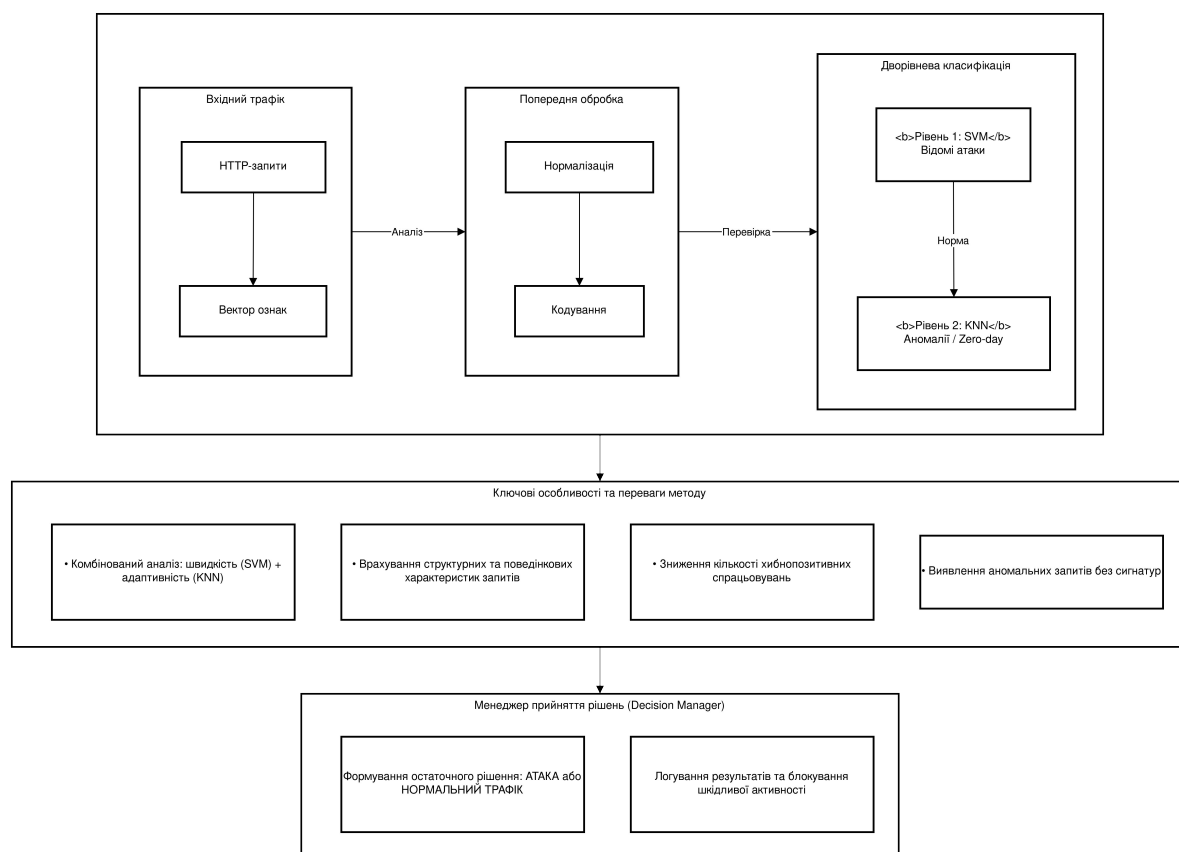 Вхідний трафік
HTTP-запити
Вектор ознак
Аналіз
Попередня обробка
Нормалізація
Кодування
Перевірка
Дворівнева класифікація
<b>Рівень 1: SVM</b>
Відомі атаки
Норма
<b>Рівень 2: KNN</b>
Аномалії / Zero-day
Ключові особливості та переваги методу
• Комбінований аналіз: швидкість (SVM) +
адаптивність (KNN)
• Врахування структурних та поведінкових
характеристик запитів
• Зниження кількості хибнопозитивних
спрацьовувань
• Виявлення аномальних запитів без сигнатур
Менеджер прийняття рішень (Decision Manager)
Формування остаточного рішення: АТАКА або
НОРМАЛЬНИЙ ТРАФІК
Логування результатів та блокування
шкідливої активності